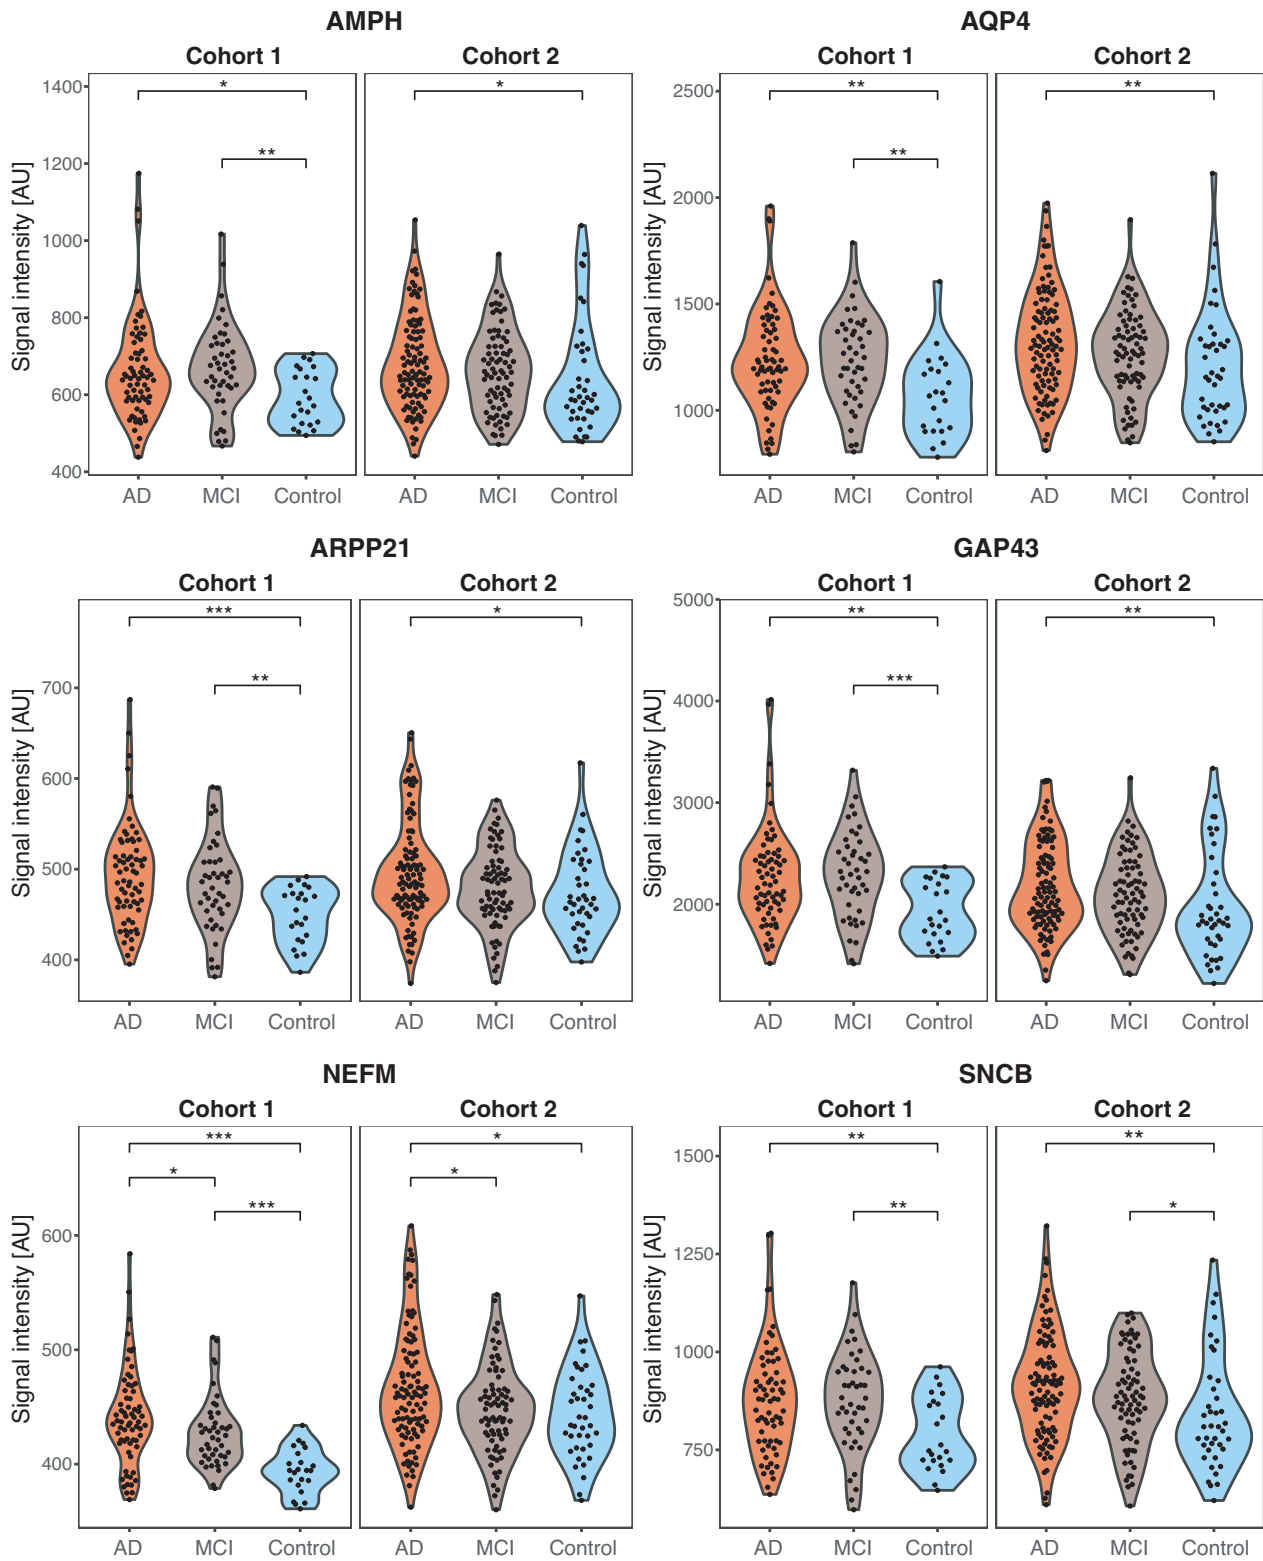 AMPH
Cohort 1
Cohort 2
Signal intensity [AU]
1400
1200
1000
800
600
400
*
**
*
AD
MCI
Control
AD
MCI
Control
AQP4
Cohort 1
Cohort 2
Signal intensity [AU]
2500
2000
1500
1000
**
**
**
AD
MCI
Control
AD
MCI
Control
ARPP21
Cohort 1
Cohort 2
Signal intensity [AU]
700
600
500
400
***
**
*
AD
MCI
Control
AD
MCI
Control
GAP43
Cohort 1
Cohort 2
Signal intensity [AU]
5000
4000
3000
2000
**
***
**
AD
MCI
Control
AD
MCI
Control
NEFM
Cohort 1
Cohort 2
Signal intensity [AU]
600
500
400
***
*
***
*
*
AD
MCI
Control
AD
MCI
Control
SNCB
Cohort 1
Cohort 2
Signal intensity [AU]
1500
1250
1000
750
**
**
**
*
AD
MCI
Control
AD
MCI
Control